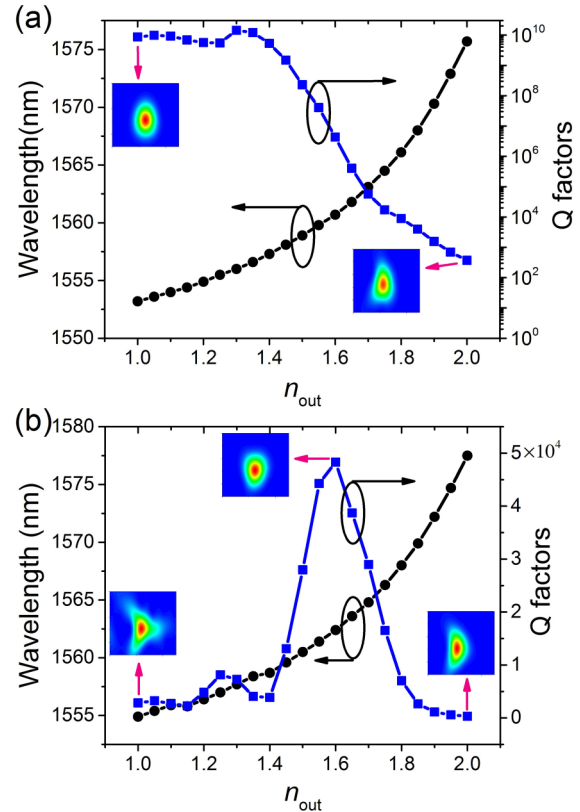 (a)
1575
1570
1565
1560
1555
1550
Wavelength(nm)
10^10
10^8
10^6
10^4
10^2
10^0
Q factors
1.0 1.2 1.4 1.6 1.8 2.0
n_out
(b)
1580
1575
1570
1565
1560
1555
Wavelength (nm)
5×10^4
4
3
2
1
0
Q factors
1.0 1.2 1.4 1.6 1.8 2.0
n_out